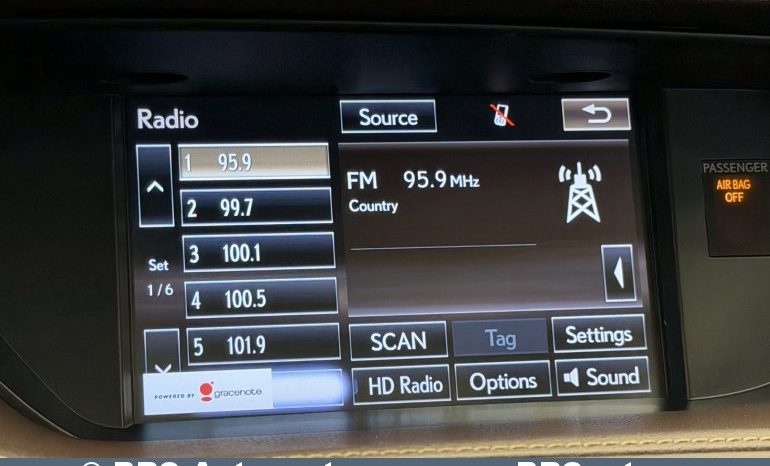 Radio
Source
1 95.9
2 99.7
3 100.1
4 100.5
5 101.9
Set
1/6
FM 95.9 MHz
Country
SCAN
Tag
Settings
HD Radio
Options
Sound
POWERED BY gracenote
PASSENGER
AIR BAG
OFF